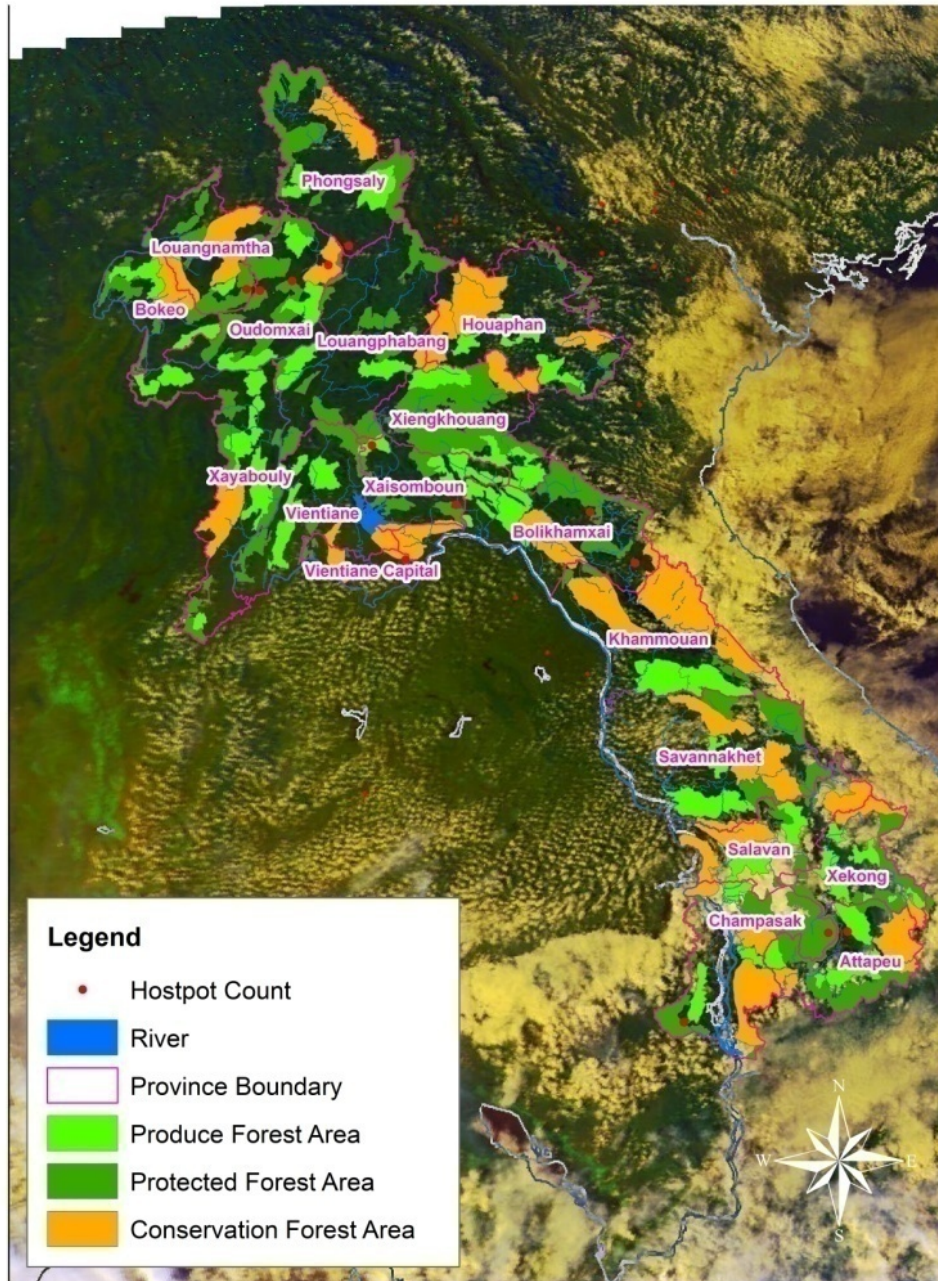 Phongsaly
Louangnamtha
Bokeo
Oudomxai
Louangphabang
Houaphan
Xiengkhouang
Xayabouly
Xaisomboun
Vientiane
Bolikhamxai
Vientiane Capital
Khammouan
Savannakhet
Salavan
Xekong
Champasak
Attapeu
Legend
Hostpot Count
River
Province Boundary
Produce Forest Area
Protected Forest Area
Conservation Forest Area
N
W
E
S